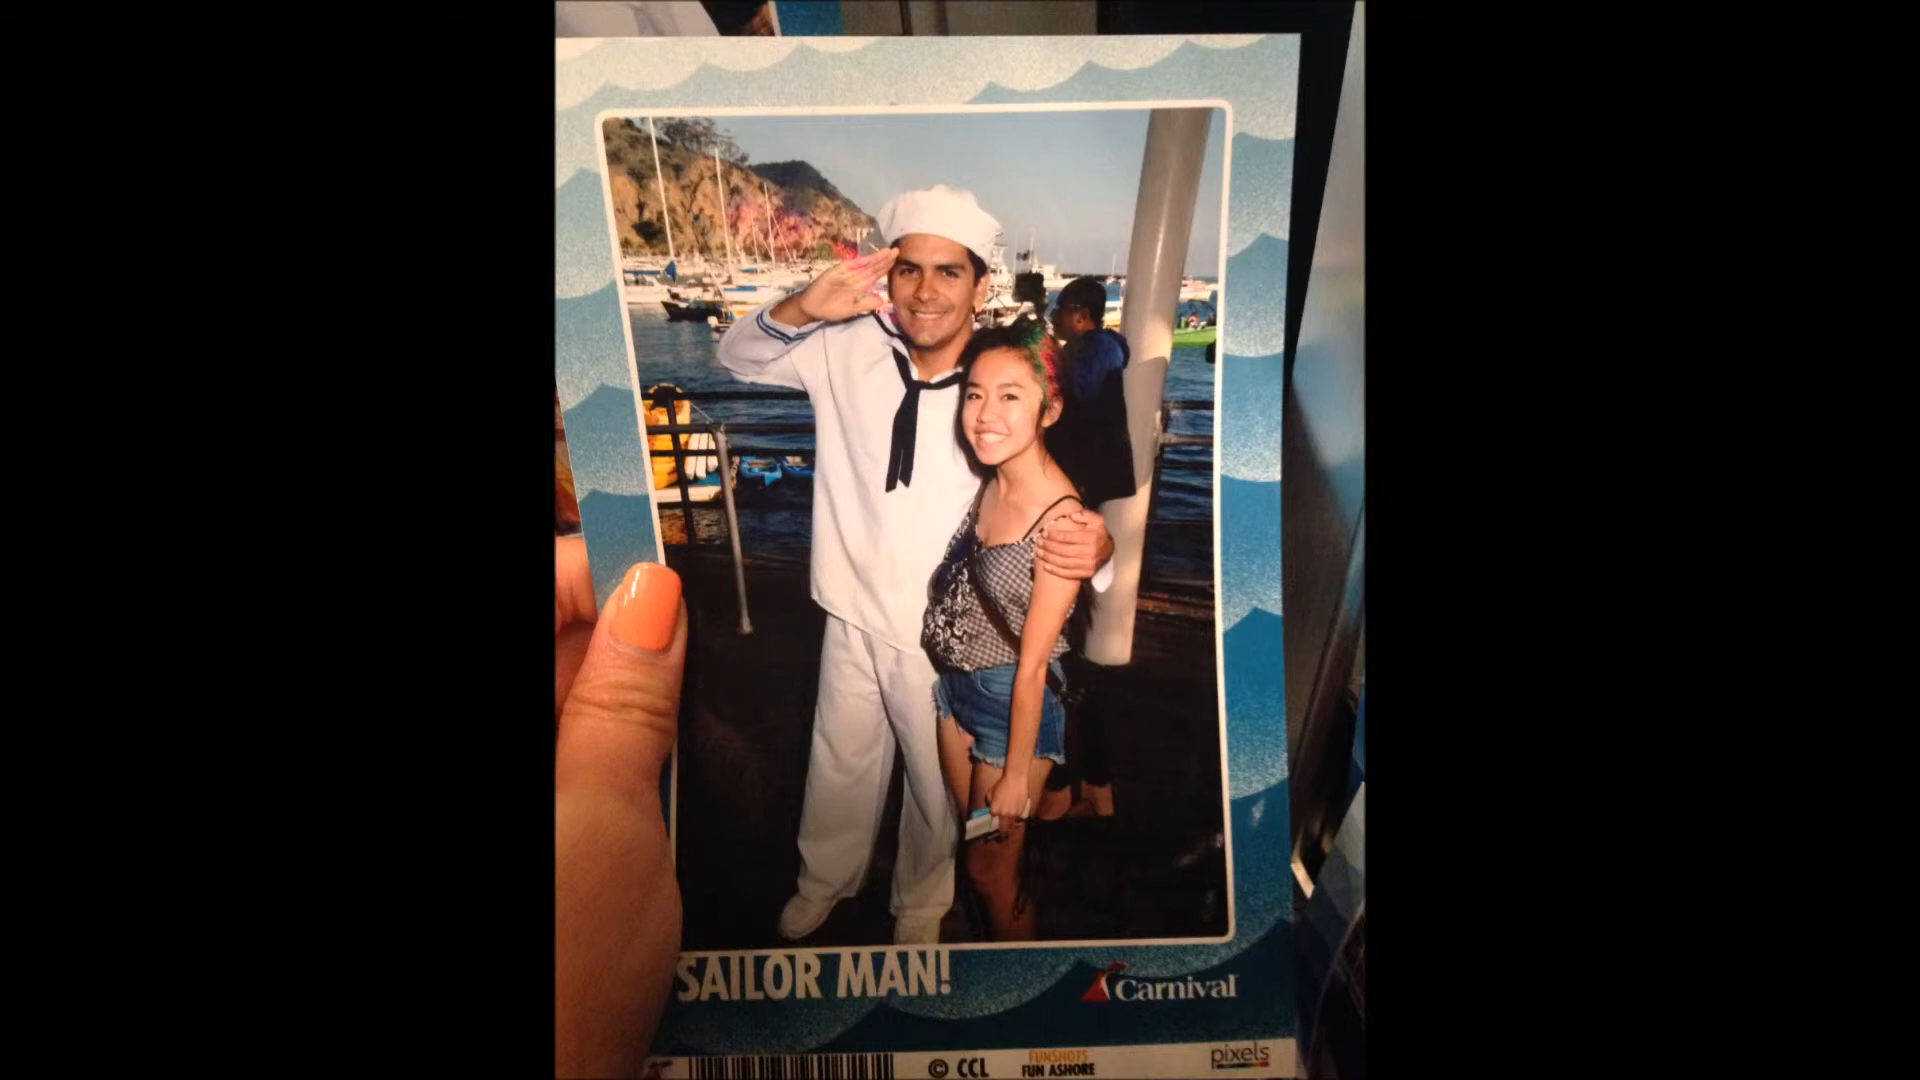 SAILOR MAN!
Carnival
© CCL
FUNSHOTS
FUN ASHORE
pixels